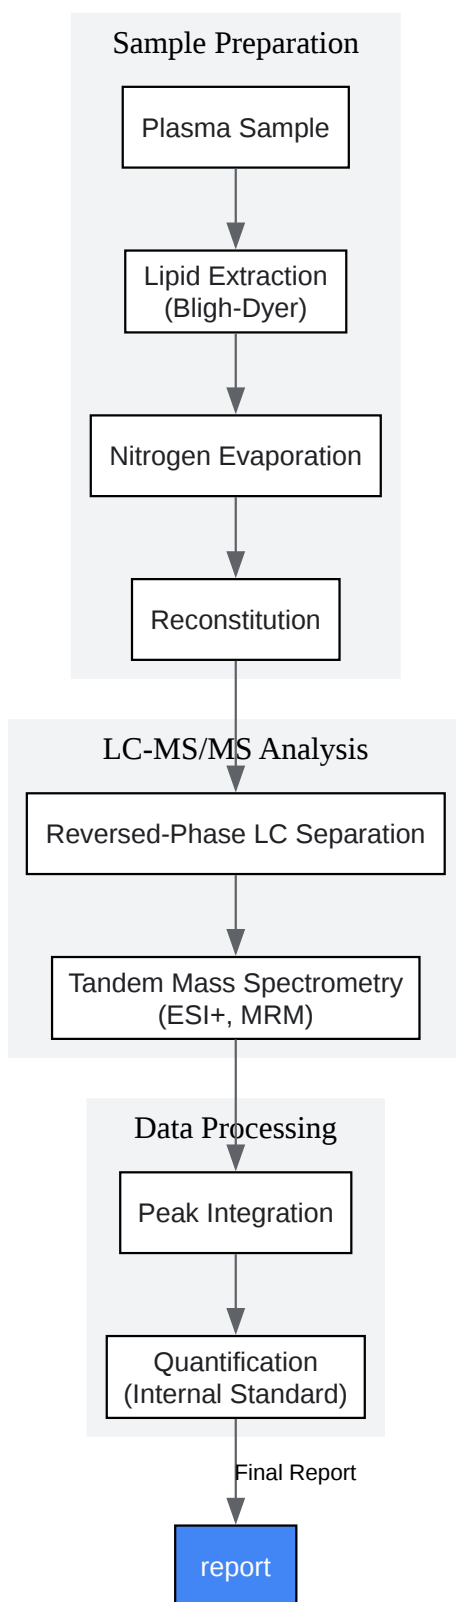 Sample Preparation
Plasma Sample
Lipid Extraction
(Bligh-Dyer)
Nitrogen Evaporation
Reconstitution
LC-MS/MS Analysis
Reversed-Phase LC Separation
Tandem Mass Spectrometry
(ESI+, MRM)
Data Processing
Peak Integration
Quantification
(Internal Standard)
Final Report
report